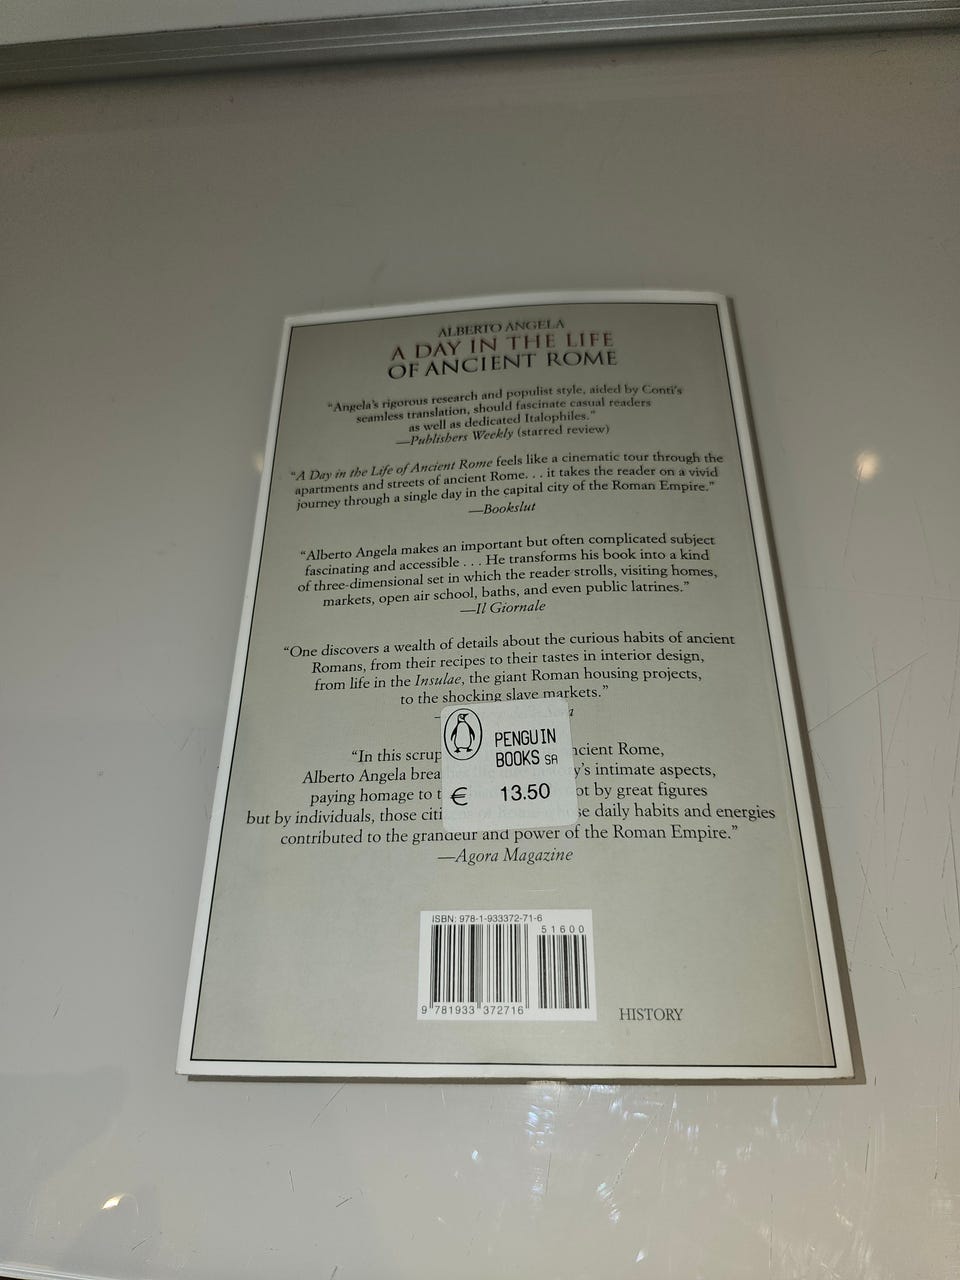 ALBERTO ANGELA
A DAY IN THE LIFE
OF ANCIENT ROME
“Angela’s rigorous research and populist style, aided by Conti’s
seamless translation, should fascinate casual readers
as well as dedicated Italophiles.”
—Publishers Weekly (starred review)
“A Day in the Life of Ancient Rome feels like a cinematic tour through the
apartments and streets of ancient Rome. . . it takes the reader on a vivid
journey through a single day in the capital city of the Roman Empire.”
—Bookslut
“Alberto Angela makes an important but often complicated subject
fascinating and accessible . . . He transforms his book into a kind
of three-dimensional set in which the reader strolls, visiting homes,
markets, open air school, baths, and even public latrines.”
—Il Giornale
“One discovers a wealth of details about the curious habits of ancient
Romans, from their recipes to their tastes in interior design,
from life in the Insulae, the giant Roman housing projects,
to the shocking slave markets.”
PENGUIN
BOOKS SA
€ 13.50
“In this scrup ncient Rome,
Alberto Angela brea y’s intimate aspects,
paying homage to t ot by great figures
but by individuals, those citi se daily habits and energies
contributed to the grandeur and power of the Roman Empire.”
—Agora Magazine
ISBN: 978-1-933372-71-6
51600
9 781933 372716
HISTORY